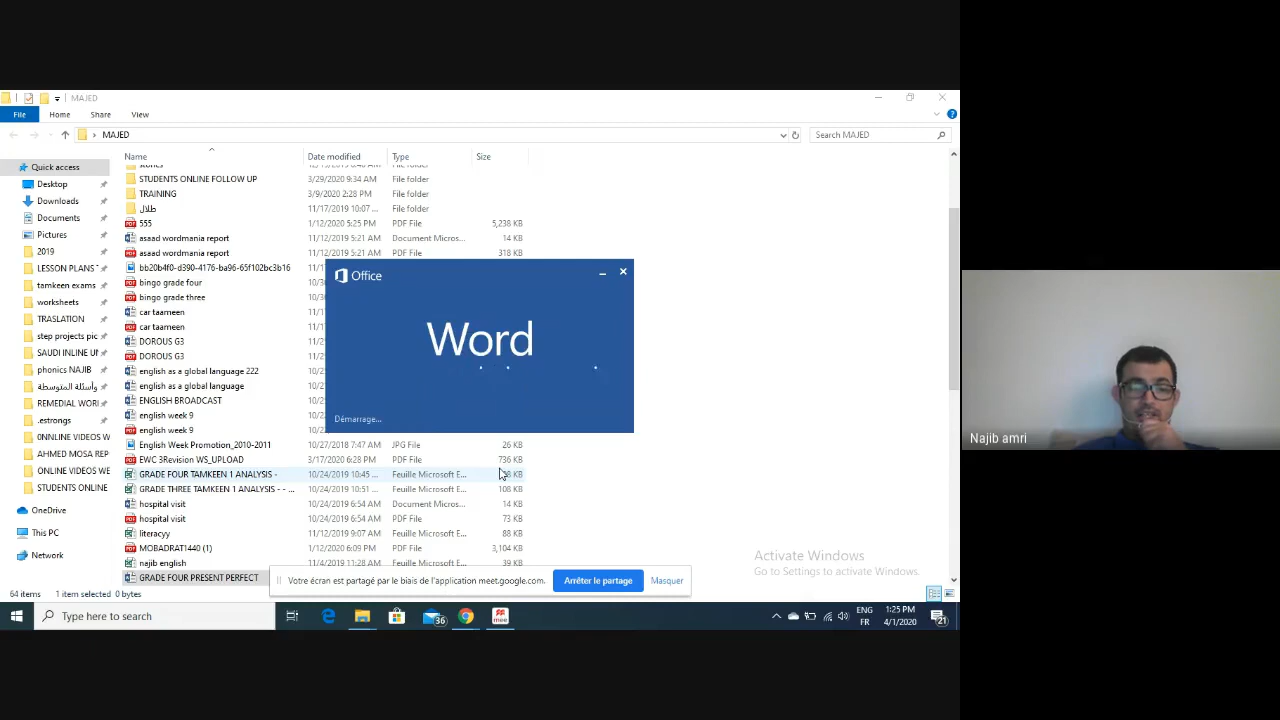 MAJED
File Home Share View
MAJED
Search MAJED
Name Date modified Type Size
Quick access
Desktop
Downloads
Documents
Pictures
2019
LESSON PLANS
tamkeen exams
worksheets
TRASLATION
step projects pic
SAUDI INLINE UN
phonics NAJIB
وأسئلة المتوسطة
REMEDIAL WORI
.estrongs
0NNLINE VIDEOS W
AHMED MOSA REP
ONLINE VIDEOS WE
STUDENTS ONLINE
OneDrive
This PC
Network
STUDENTS ONLINE FOLLOW UP 3/29/2020 9:34 AM File folder
TRAINING 3/9/2020 2:28 PM File folder
طلال 11/17/2019 10:07 ... File folder
555 1/12/2020 5:25 PM PDF File 5,238 KB
asaad wordmania report 11/12/2019 5:21 AM Document Micros... 14 KB
asaad wordmania report 11/12/2019 5:21 AM PDF File 318 KB
bb20b4f0-d390-4176-ba96-65f102bc3b16
bingo grade four
bingo grade three
car taameen
car taameen
DOROUS G3
DOROUS G3
english as a global language 222
english as a global language
ENGLISH BROADCAST
english week 9
english week 9
English Week Promotion_2010-2011 10/27/2018 7:47 AM JPG File 26 KB
EWC 3Revision WS_UPLOAD 3/17/2020 6:28 PM PDF File 736 KB
GRADE FOUR TAMKEEN 1 ANALYSIS - 10/24/2019 10:45 ... Feuille Microsoft E... KB
GRADE THREE TAMKEEN 1 ANALYSIS - - ... 10/24/2019 10:51 ... Feuille Microsoft E... 108 KB
hospital visit 10/24/2019 6:54 AM Document Micros... 14 KB
hospital visit 10/24/2019 6:54 AM PDF File 73 KB
literacyy 11/12/2019 9:07 AM Feuille Microsoft E... 88 KB
MOBADRAT1440 (1) 1/12/2020 6:09 PM PDF File 3,104 KB
najib english 11/4/2019 11:28 AM Feuille Microsoft E... 39 KB
GRADE FOUR PRESENT PERFECT
Office
Word
Démarrage...
Votre écran est partagé par le biais de l'application meet.google.com.
Arrêter le partage
Masquer
Activate Windows
Go to Settings to activate Windows.
64 items 1 item selected 0 bytes
Type here to search
36
mee
ENG
FR
1:25 PM
4/1/2020
21
Najib amri